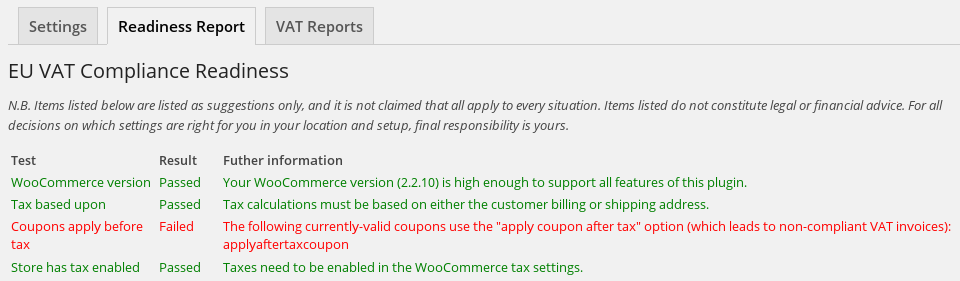 Settings Readiness Report VAT Reports
EU VAT Compliance Readiness
N.B. Items listed below are listed as suggestions only, and it is not claimed that all apply to every situation. Items listed do not constitute legal or financial advice. For all
decisions on which settings are right for you in your location and setup, final responsibility is yours.
Test Result Futher information
WooCommerce version Passed Your WooCommerce version (2.2.10) is high enough to support all features of this plugin.
Tax based upon Passed Tax calculations must be based on either the customer billing or shipping address.
Coupons apply before Failed The following currently-valid coupons use the "apply coupon after tax" option (which leads to non-compliant VAT invoices):
tax applyaftertaxcoupon
Store has tax enabled Passed Taxes need to be enabled in the WooCommerce tax settings.